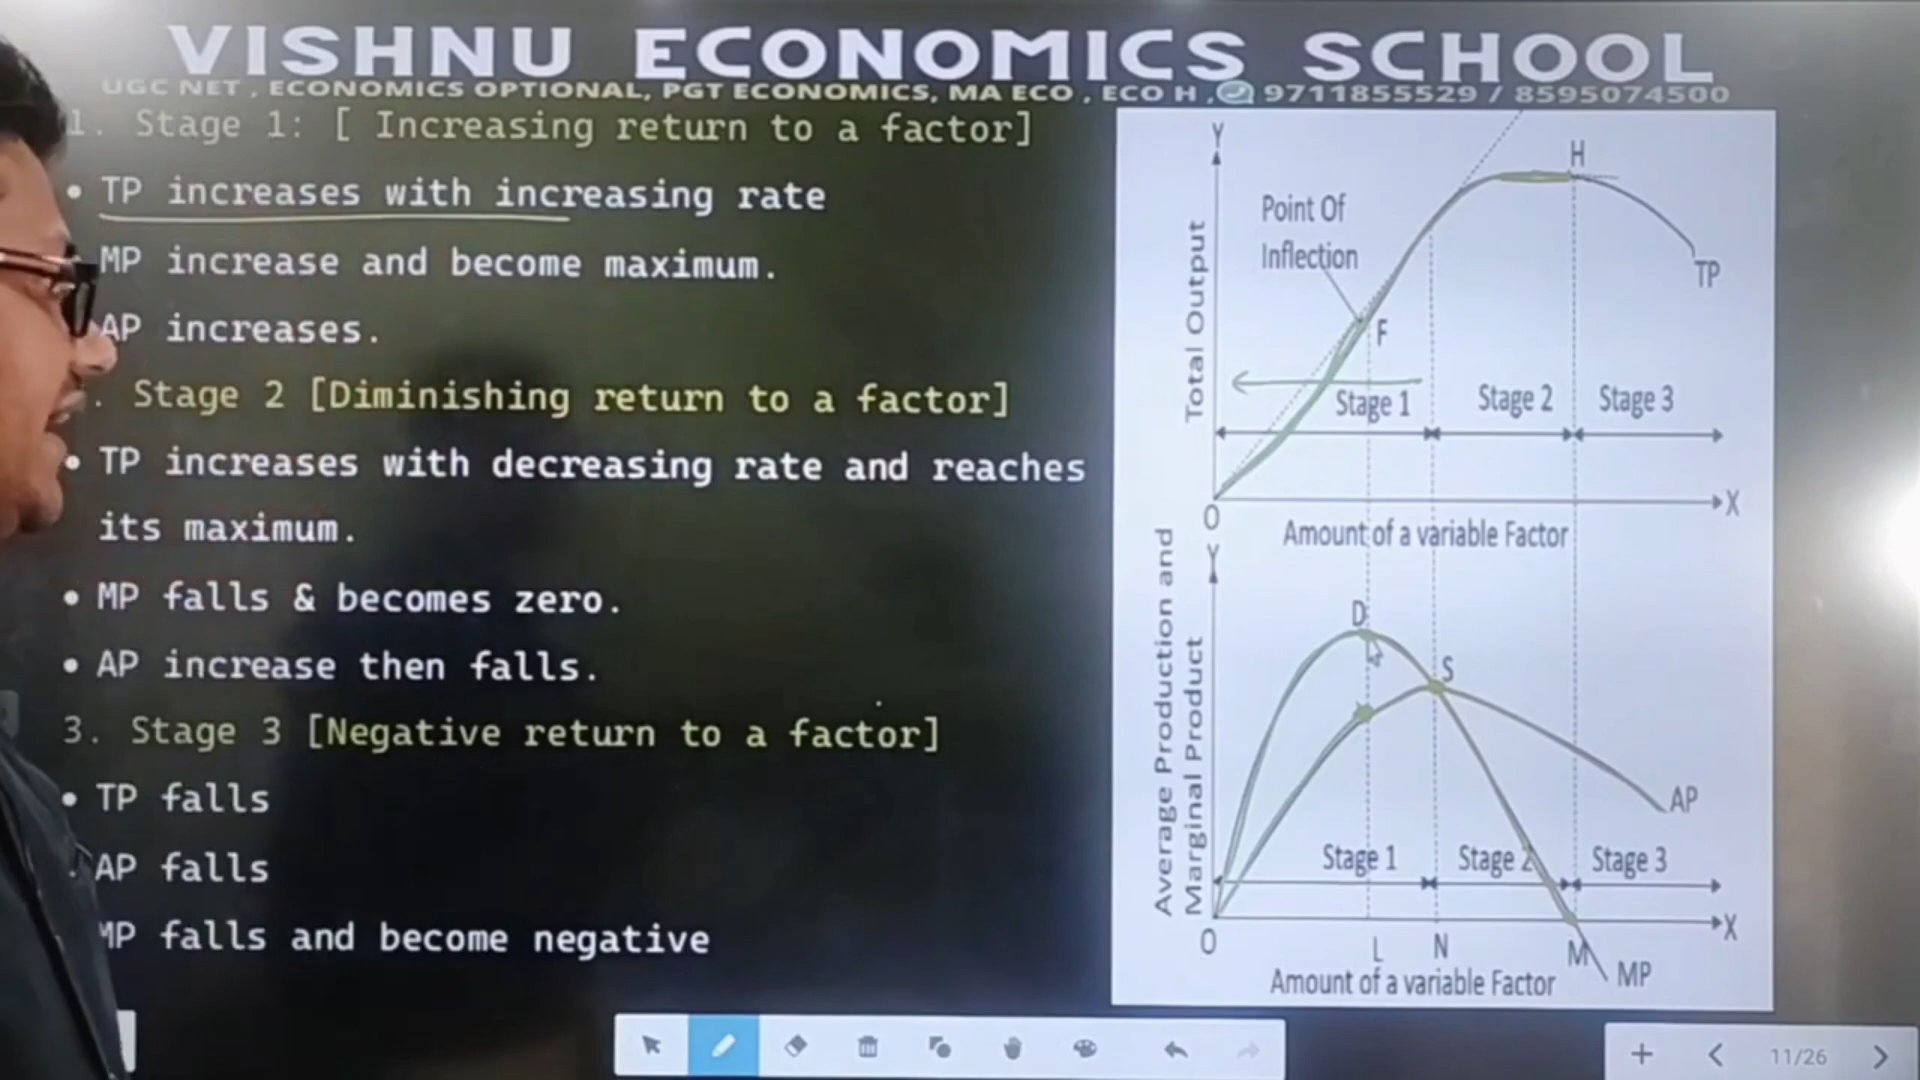 VISHNU ECONOMICS SCHOOL
UGC NET , ECONOMICS OPTIONAL, PGT ECONOMICS, MA ECO , ECO H , 9711855529 / 8595074500
1. Stage 1: [ Increasing return to a factor]
• TP increases with increasing rate
MP increase and become maximum.
AP increases.
. Stage 2 [Diminishing return to a factor]
• TP increases with decreasing rate and reaches
its maximum.
• MP falls & becomes zero.
• AP increase then falls.
3. Stage 3 [Negative return to a factor]
• TP falls
AP falls
MP falls and become negative
Y
H
Point Of
Inflection
TP
F
Total Output
Stage 1
Stage 2
Stage 3
X
O
Amount of a variable Factor
Y
Average Production and
Marginal Product
D
S
AP
Stage 1
Stage 2
Stage 3
X
O
L
N
M
MP
Amount of a variable Factor
11/26